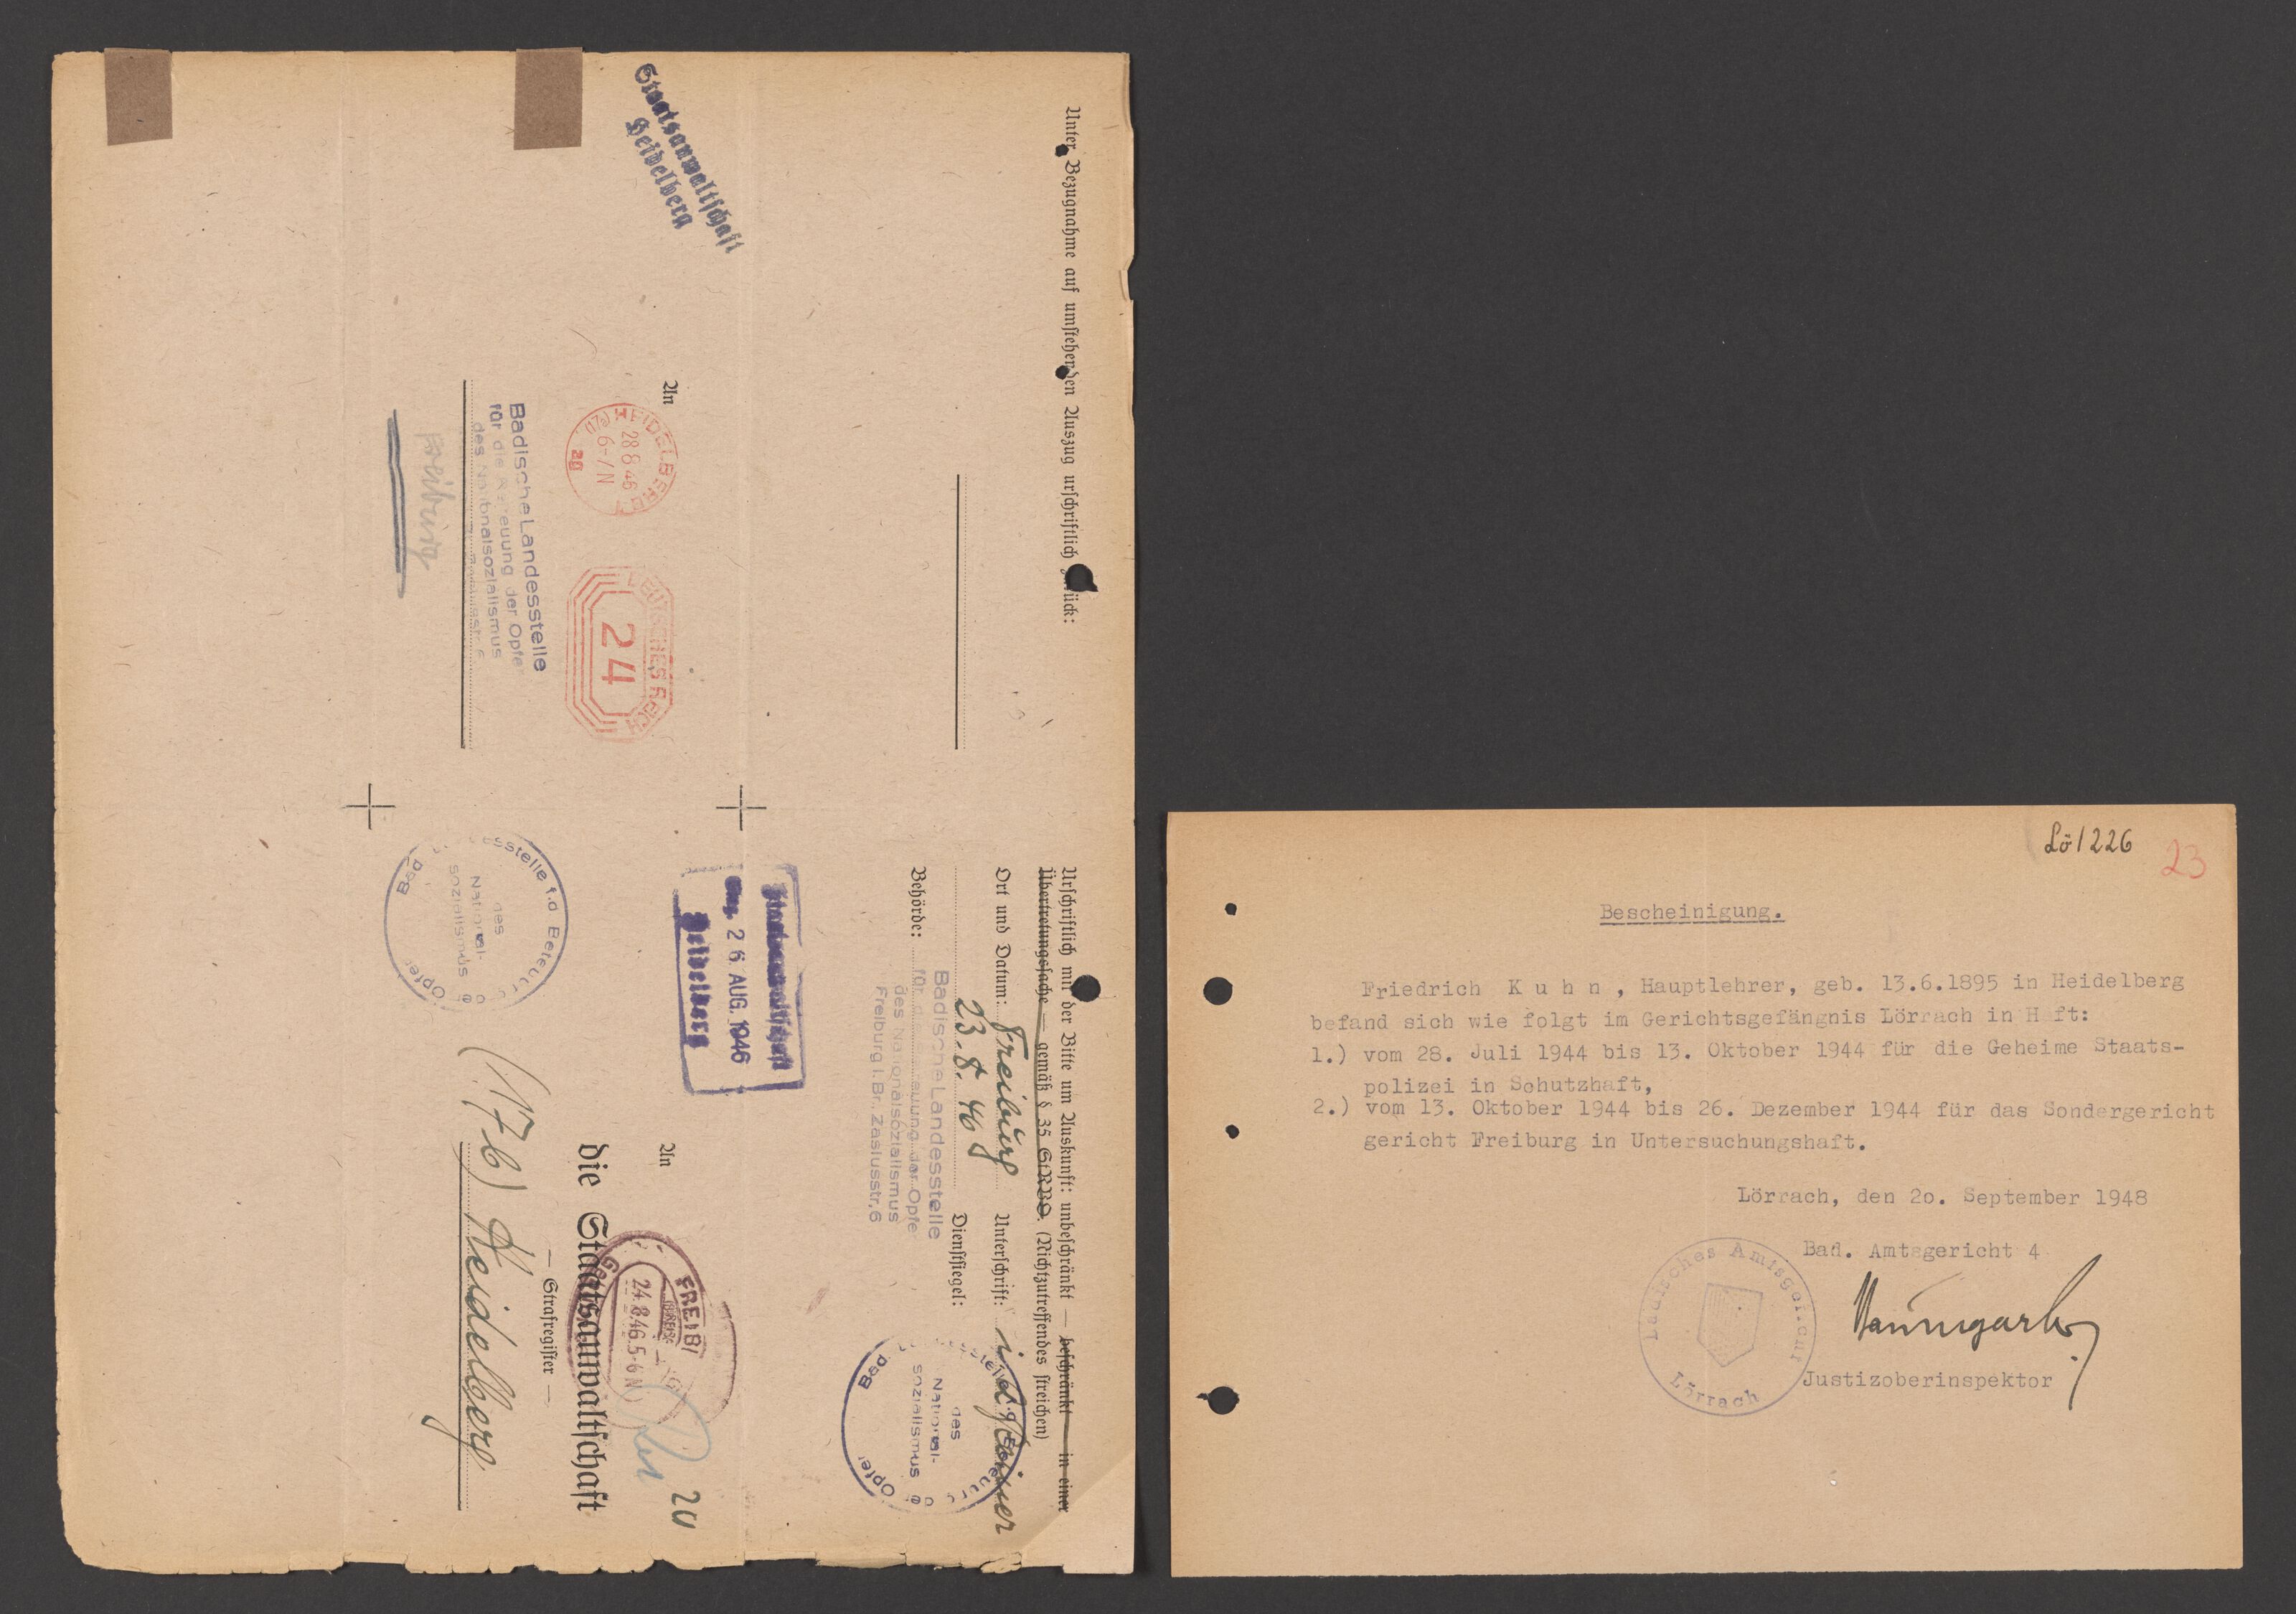 Unter Bezugnahme auf umstehenden Auszug urschriftlich zurück:
Staatsanwaltschaft
Heidelberg
An
HEIDELBERG
(17a)
28.8.46
6-7 N
DEUTSCHES REICH
24
Badische Landesstelle
für die Betreuung der Opfer
des Nationalsozialismus
Freiburg
Urschriftlich mit der Bitte um Auskunft: unbeschränkt — beschränkt — in einer
Übertretungssache — gemäß § 35 StRVO. (Nichtzutreffendes streichen)
Ort und Datum: Freiburg Unterschrift:
23.8.46 Dienstsiegel:
Behörde:
Badische Landesstelle
für die Betreuung der Opfer
des Nationalsozialismus
Freiburg i. Br. Zasiusstr. 6
Bad. Landesstelle f.d. Betreuung der Opfer
des
National-
sozialismus
Staatsanwaltschaft
Eing. 26 AUG. 1946
Heidelberg
20
An
die Staatsanwaltschaft
FREIBURG
24.8.46.5-6N
— Strafregister —
(17b) Heidelberg
Bad. Landesstelle f.d. Betreuung der Opfer
des
National-
sozialismus
Lö/226
23
Bescheinigung.
Friedrich K u h n , Hauptlehrer, geb. 13.6.1895 in Heidelberg
befand sich wie folgt im Gerichtsgefängnis Lörrach in H ft:
1.) vom 28. Juli 1944 bis 13. Oktober 1944 für die Geheime Staats-
polizei in Schutzhaft,
2.) vom 13. Oktober 1944 bis 26. Dezember 1944 für das Sondergericht
gericht Freiburg in Untersuchungshaft.
Lörrach, den 2o. September 1948
Bad. Amtsgericht 4
Badisches Amtsgericht
Lörrach
Justizoberinspektor